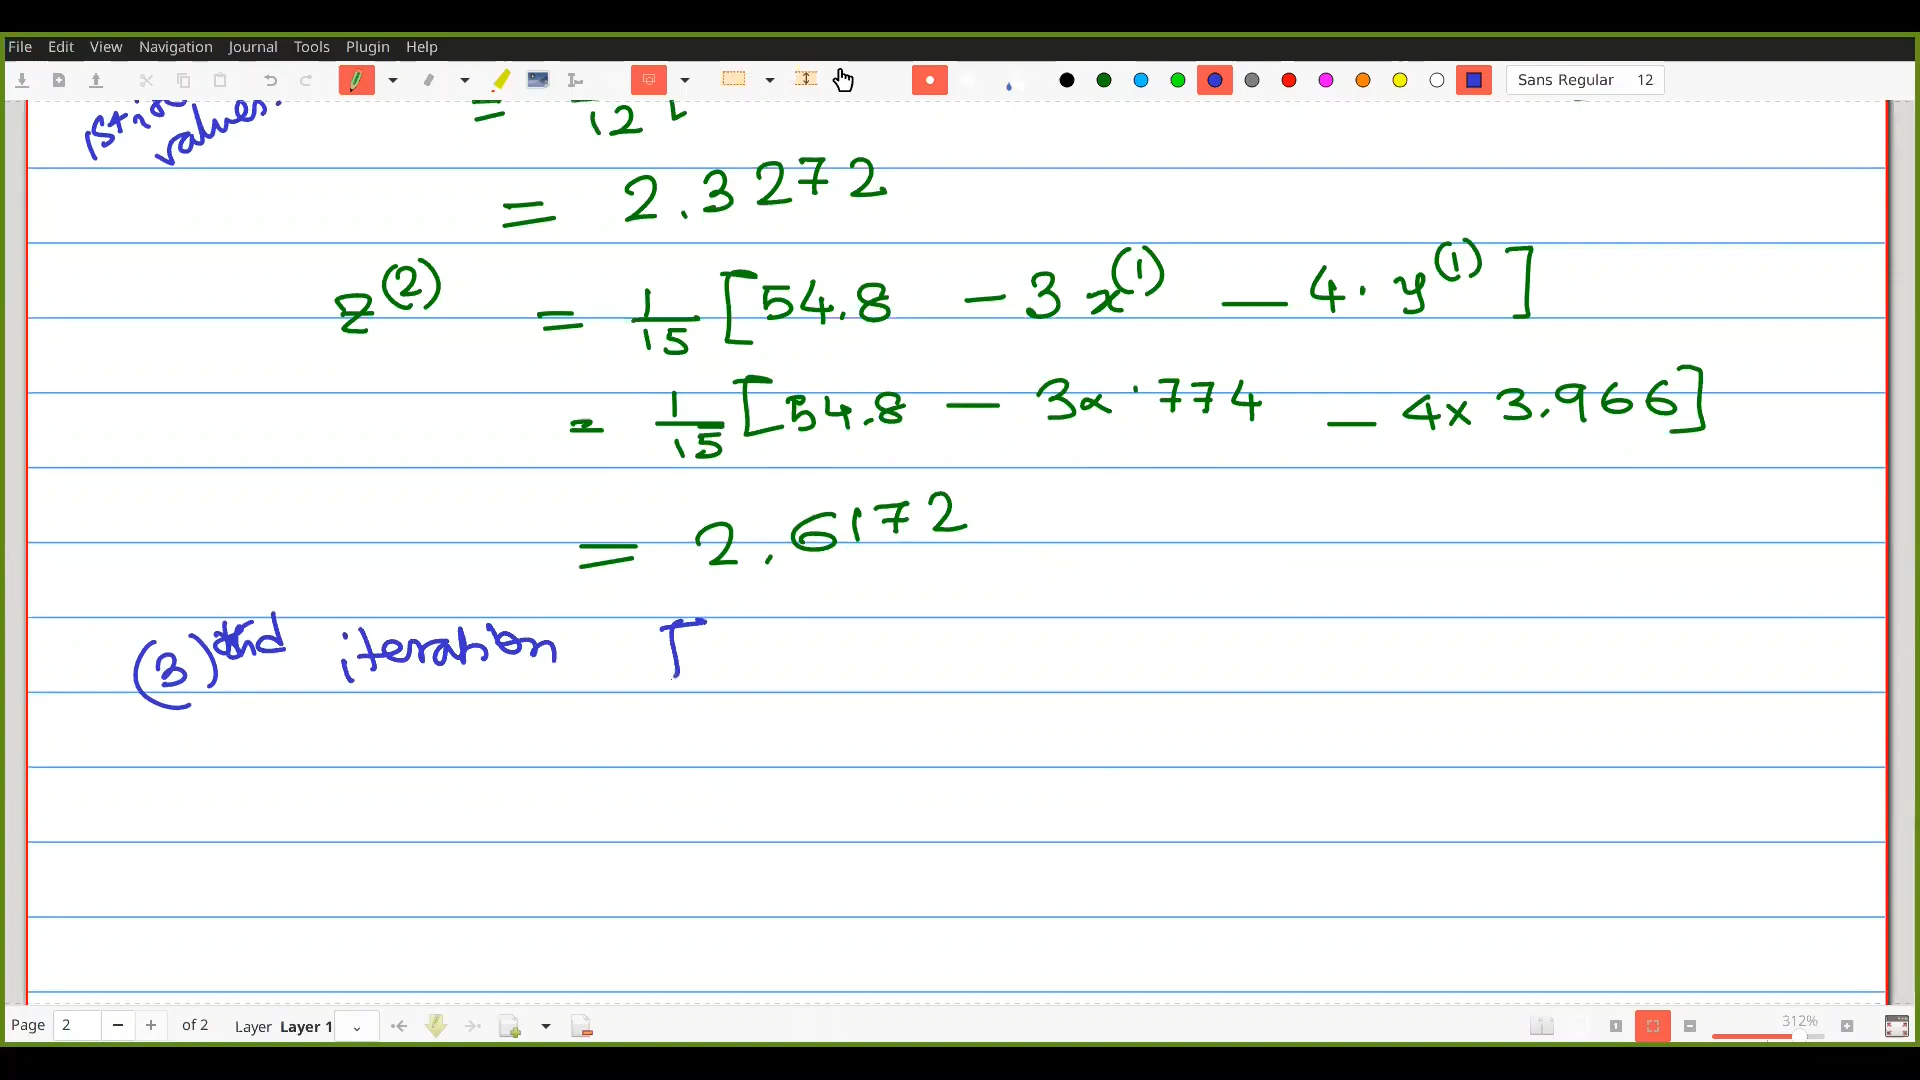 File Edit View Navigation Journal Tools Plugin Help
Sans Regular 12
values.
= 12 [
= 2.3272
z^(2) = 1/15 [54.8 - 3 x^(1) - 4 . y^(1)]
= 1/15 [54.8 - 3x .774 - 4x 3.966]
= 2.6172
(3) iteration [
Page 2 of 2 Layer Layer 1 312%